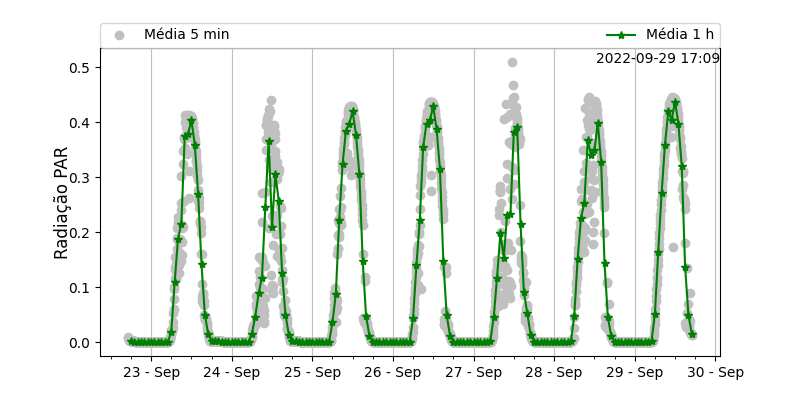 Média 5 min
Média 1 h
2022-09-29 17:09
Radiação PAR
0.5
0.4
0.3
0.2
0.1
0.0
23 - Sep
24 - Sep
25 - Sep
26 - Sep
27 - Sep
28 - Sep
29 - Sep
30 - Sep